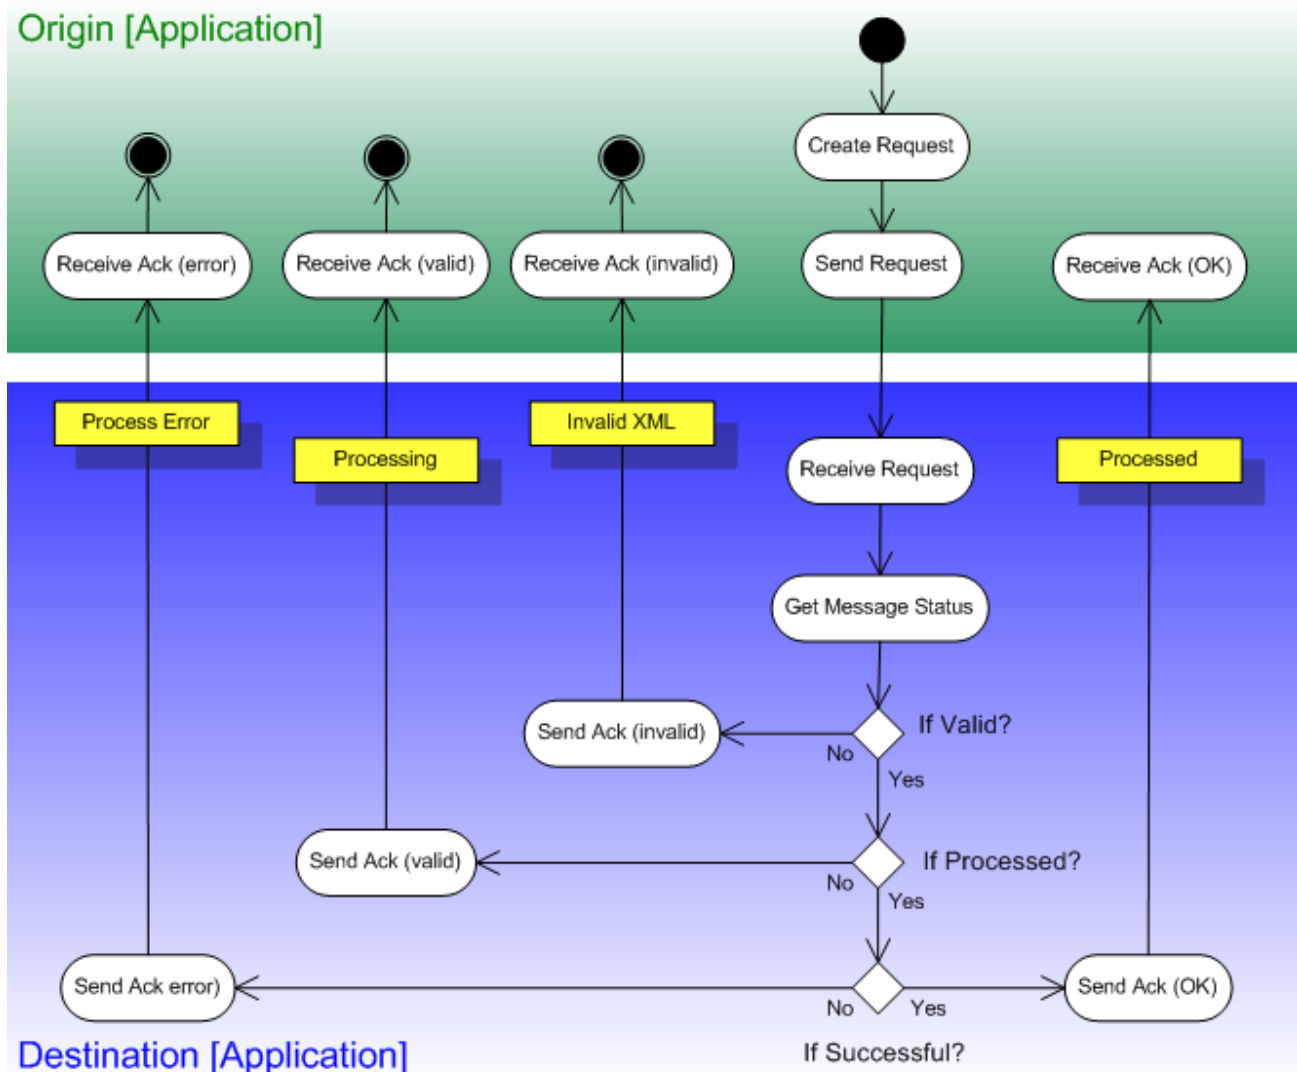 Origin [Application]
Create Request
Receive Ack (error)
Receive Ack (valid)
Receive Ack (invalid)
Send Request
Receive Ack (OK)
Process Error
Processing
Invalid XML
Receive Request
Processed
Get Message Status
Send Ack (invalid)
If Valid?
No
Yes
Send Ack (valid)
If Processed?
No
Yes
Send Ack error)
Send Ack (OK)
No
Yes
If Successful?
Destination [Application]